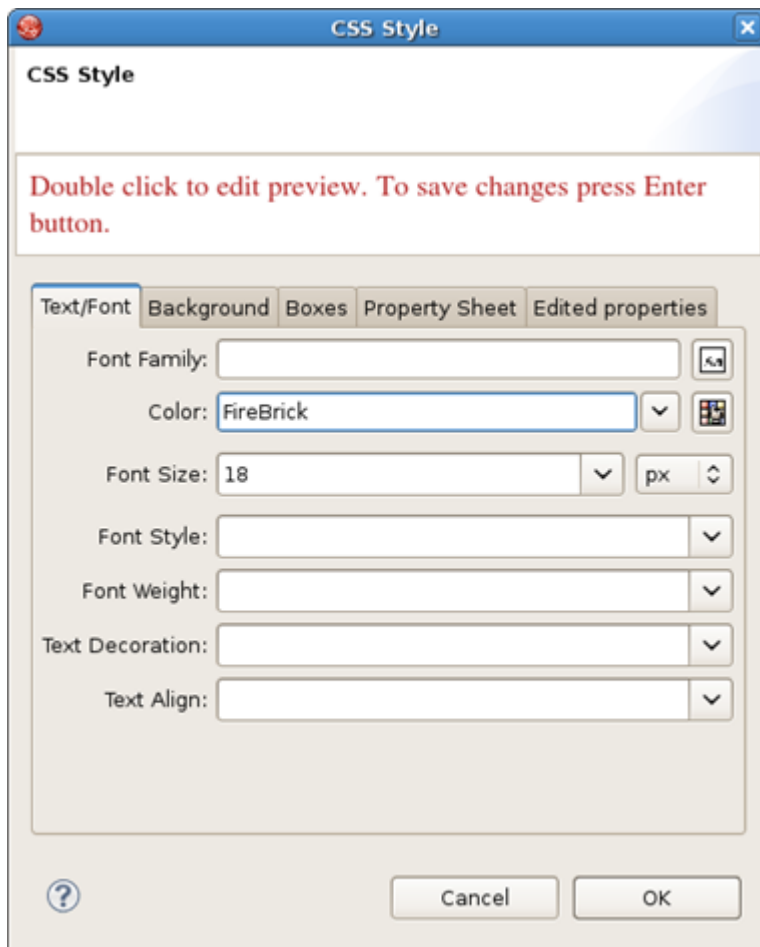 CSS Style
CSS Style
Double click to edit preview. To save changes press Enter
button.
Text/Font Background Boxes Property Sheet Edited properties
Font Family:
Color: FireBrick
Font Size: 18 px
Font Style:
Font Weight:
Text Decoration:
Text Align:
? Cancel OK